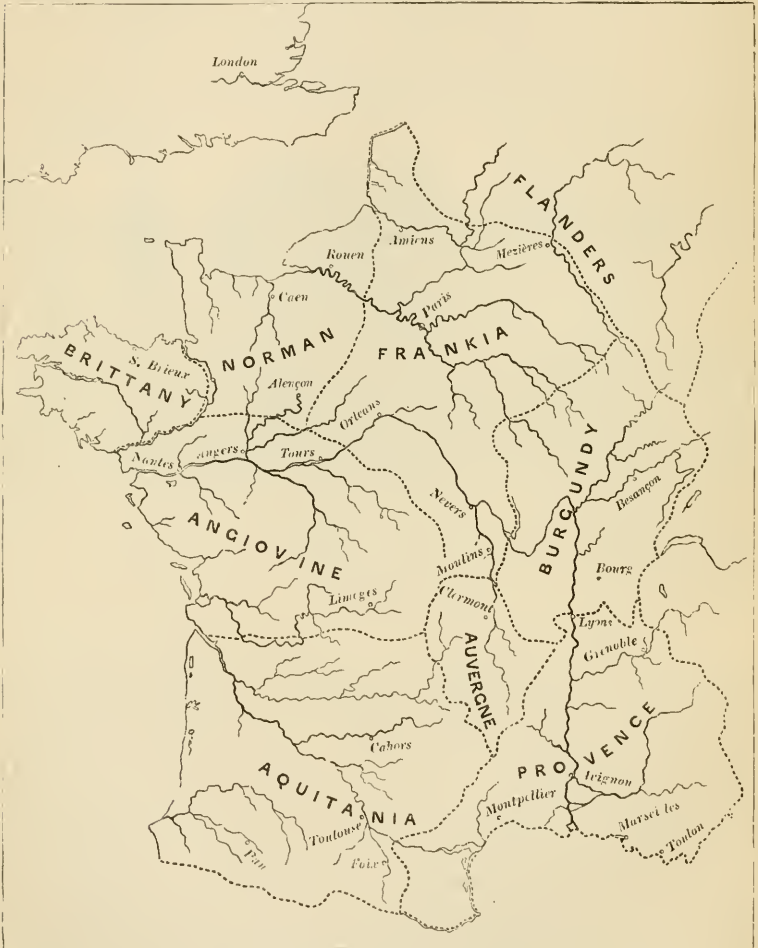 London
FLANDERS
Amiens
Mezières
Rouen
Caen
Paris
NORMAN
FRANKIA
BRITTANY
S. Brieux
Alençon
Orleans
Nantes
angers
Tours
BURGUNDY
Besançon
Nevers
ANGIOVINE
Moulins
Bourg
Limoges
Clermont
Lyons
Grenoble
AUVERGNE
Cahors
PROVENCE
AQUITANIA
Avignon
Montpellier
Marseilles
Toulouse
Toulon
Pau
Foix